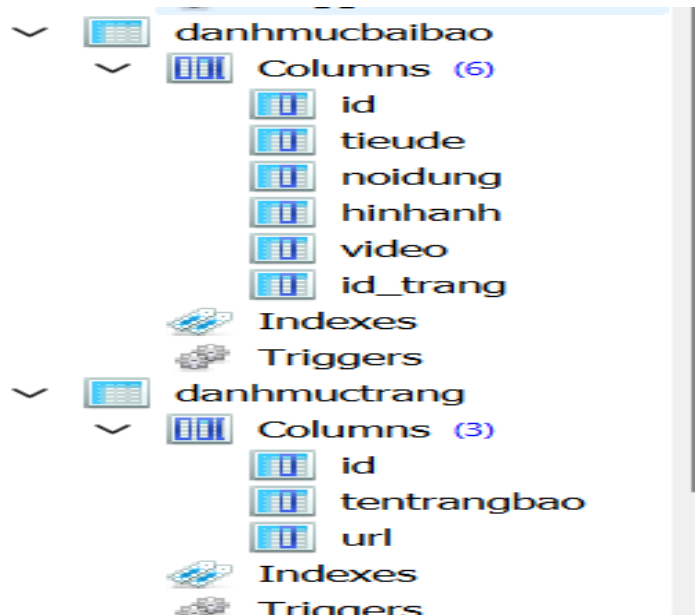 danhmucbaibao
Columns (6)
id
tieude
noidung
hinhanh
video
id_trang
Indexes
Triggers
danhmuctrang
Columns (3)
id
tentrangbao
url
Indexes
Triggers